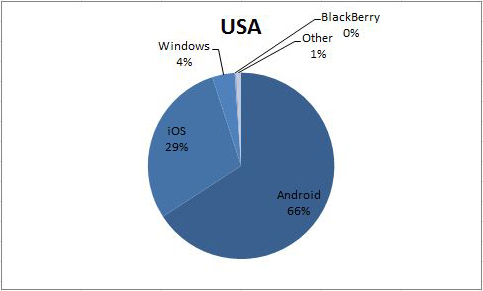 USA
BlackBerry
0%
Other
1%
Windows
4%
iOS
29%
Android
66%